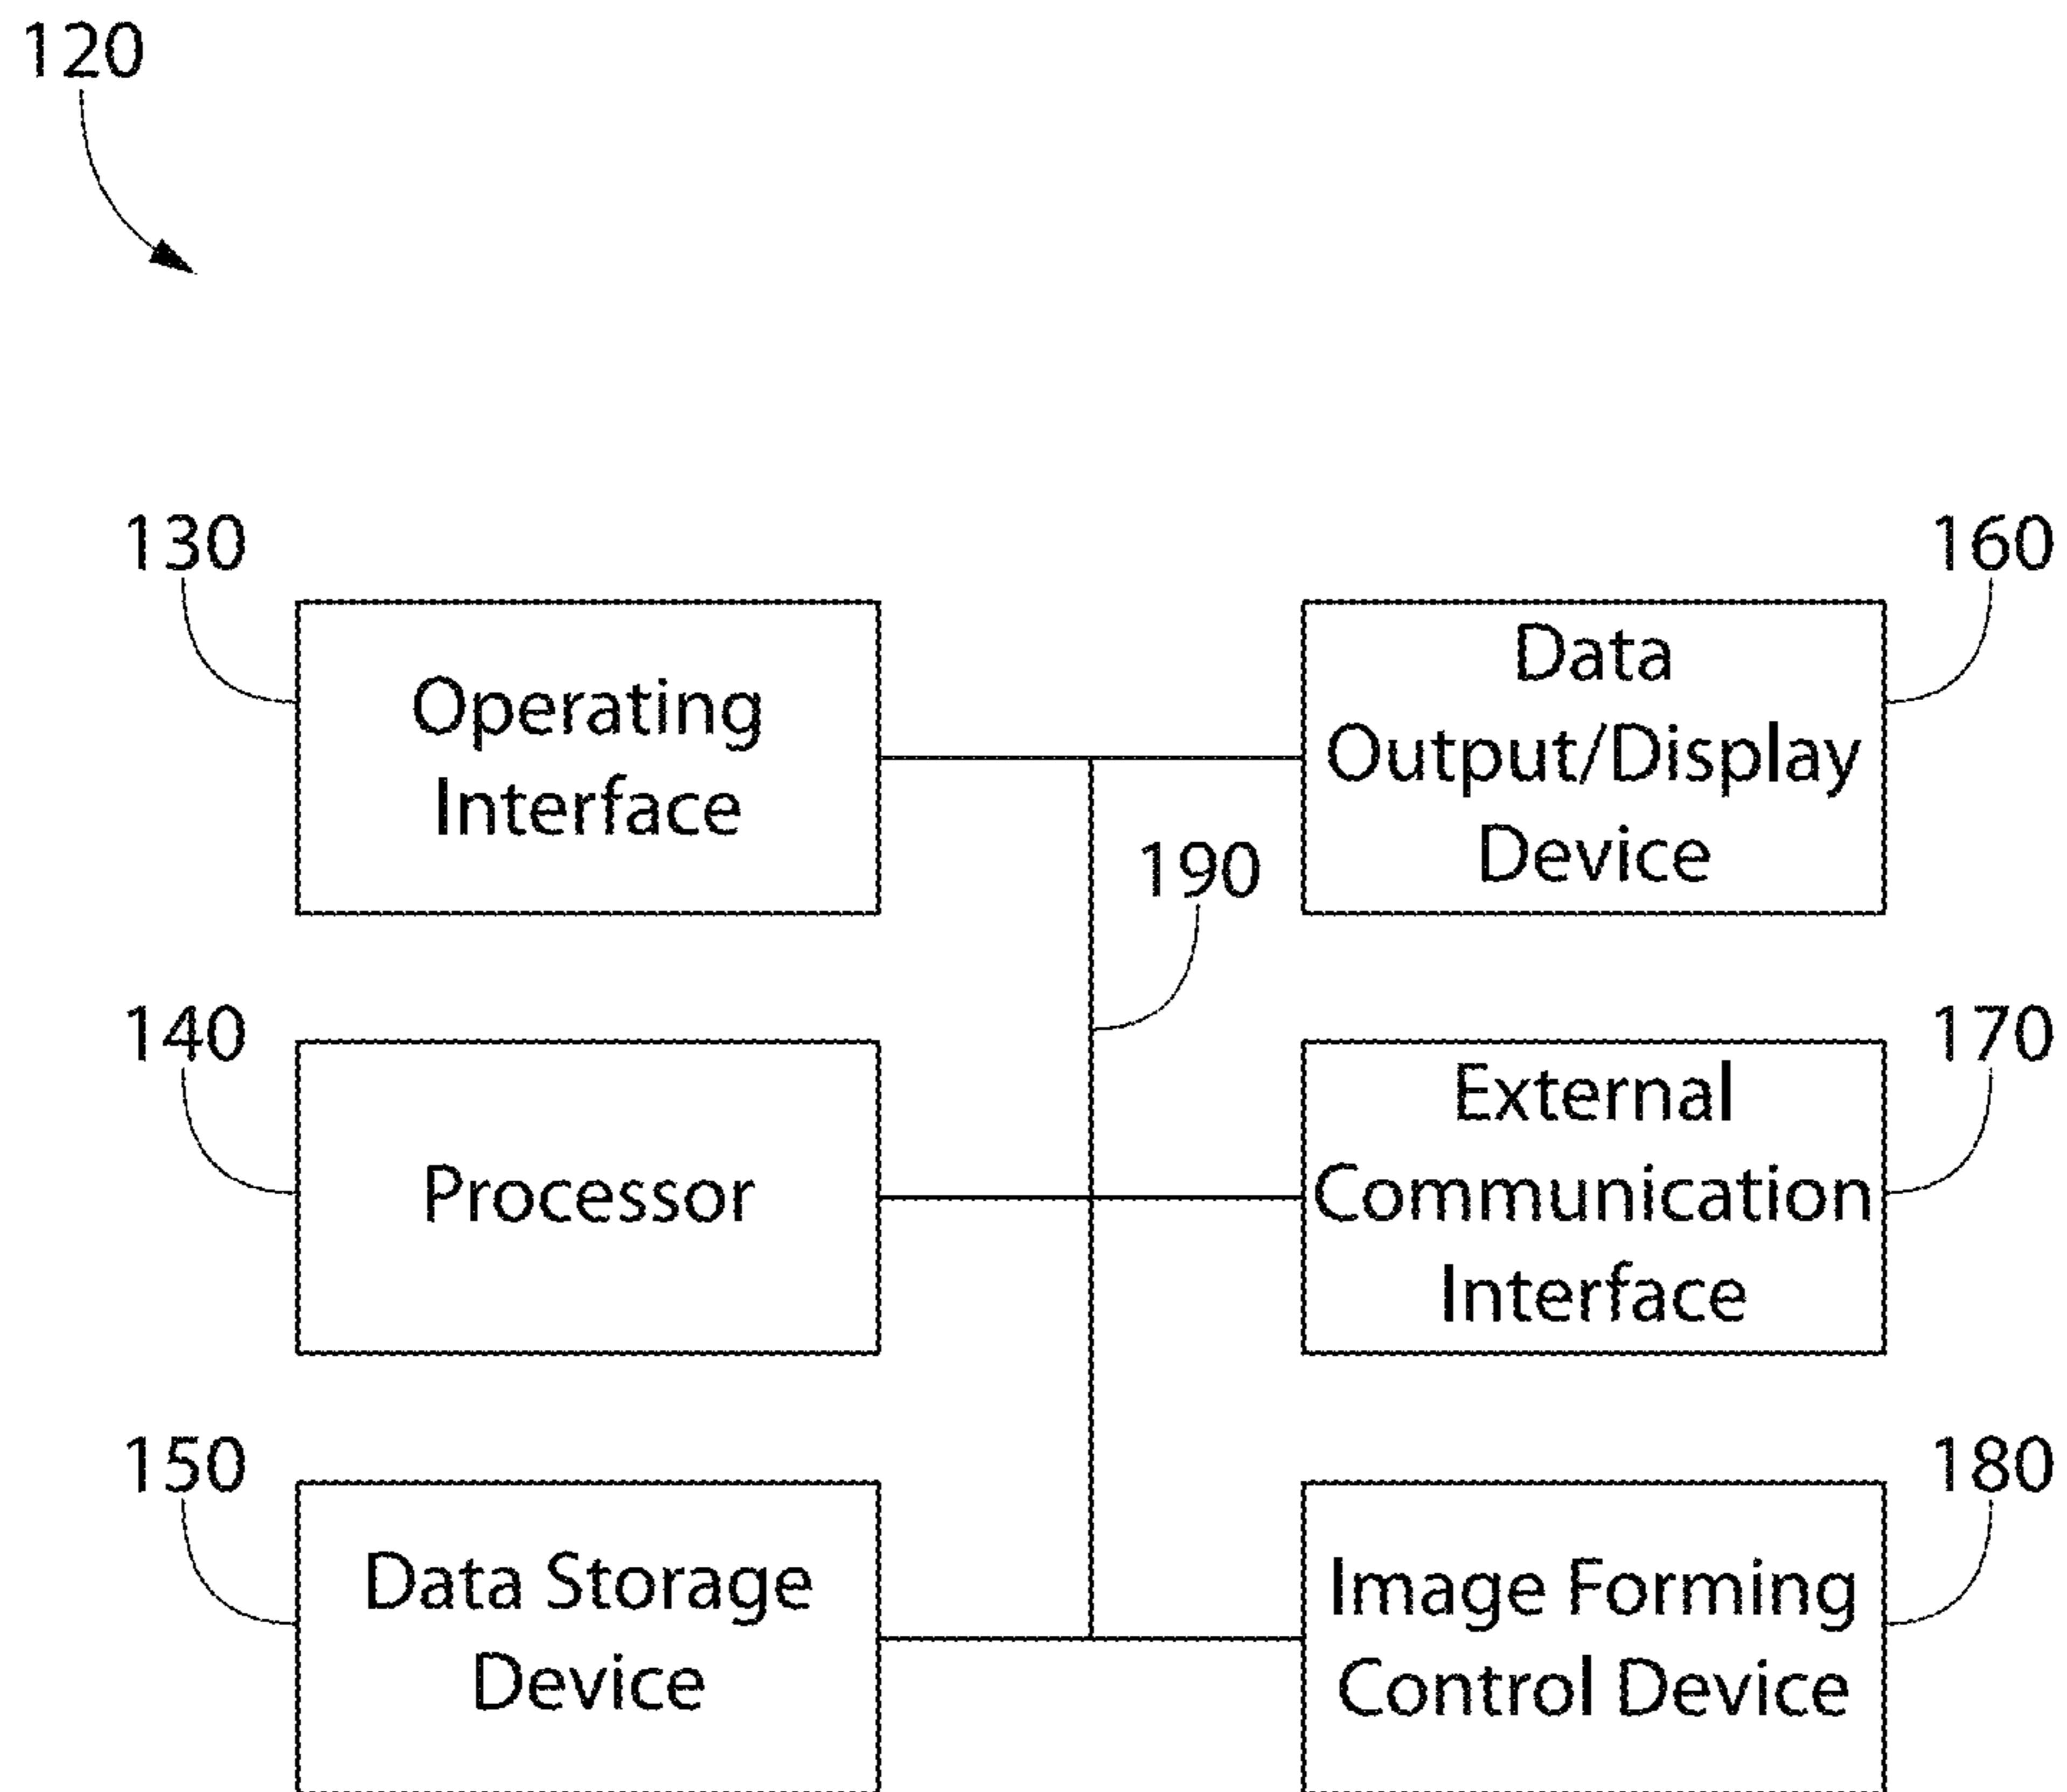 120
130
160
Operating
Interface
Data
Output/Display
Device
190
140
170
Processor
External
Communication
Interface
150
180
Data Storage
Device
Image Forming
Control Device